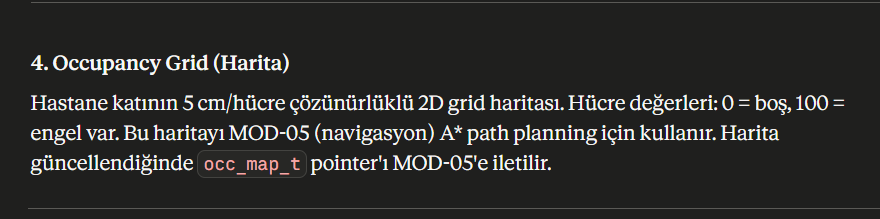 4. Occupancy Grid (Harita)
Hastane katının 5 cm/hücre çözünürlüklü 2D grid haritası. Hücre değerleri: 0 = boş, 100 =
engel var. Bu haritayı MOD-05 (navigasyon) A* path planning için kullanır. Harita
güncellendiğinde occ_map_t pointer'ı MOD-05'e iletilir.